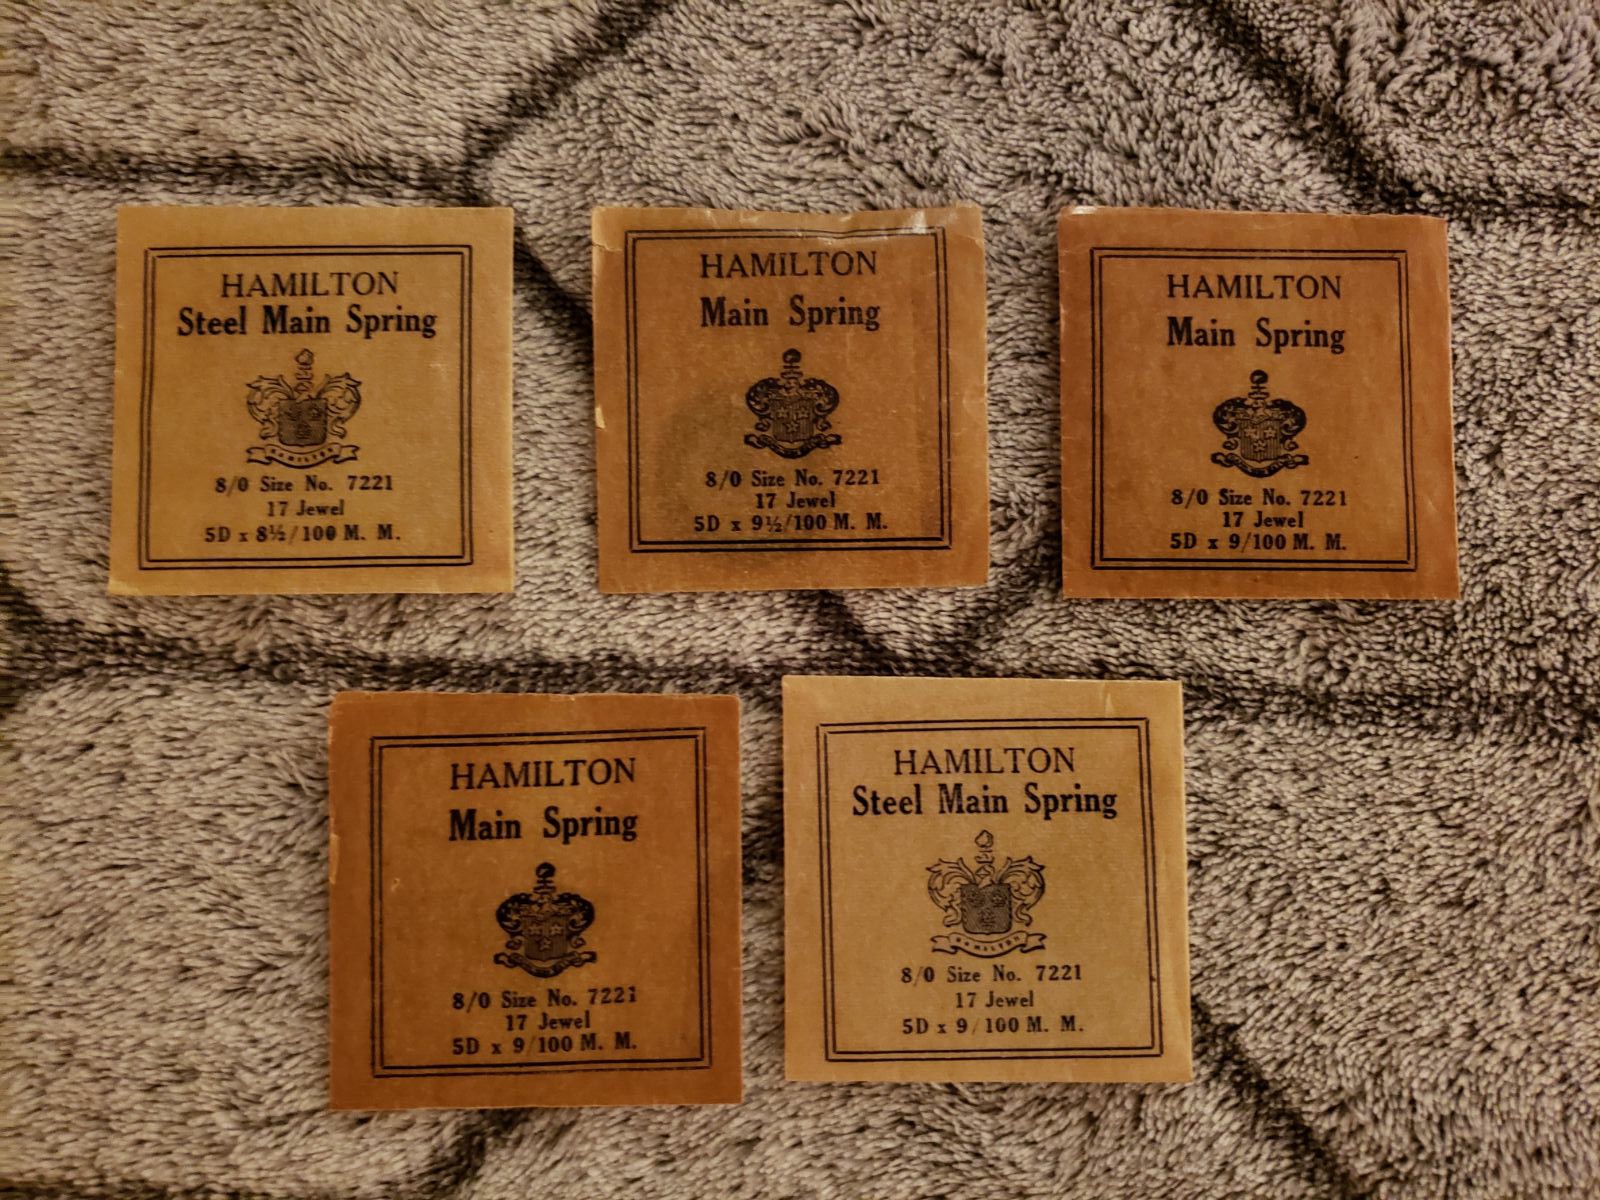 HAMILTON
Steel Main Spring
HAMILTON
8/0 Size No. 7221
17 Jewel
5D x 8½/100 M. M.
HAMILTON
Main Spring
8/0 Size No. 7221
17 Jewel
5D x 9½/100 M. M.
HAMILTON
Main Spring
8/0 Size No. 7221
17 Jewel
5D x 9/100 M. M.
HAMILTON
Main Spring
8/0 Size No. 7221
17 Jewel
5D x 9/100 M. M.
HAMILTON
Steel Main Spring
HAMILTON
8/0 Size No. 7221
17 Jewel
5D x 9/100 M. M.